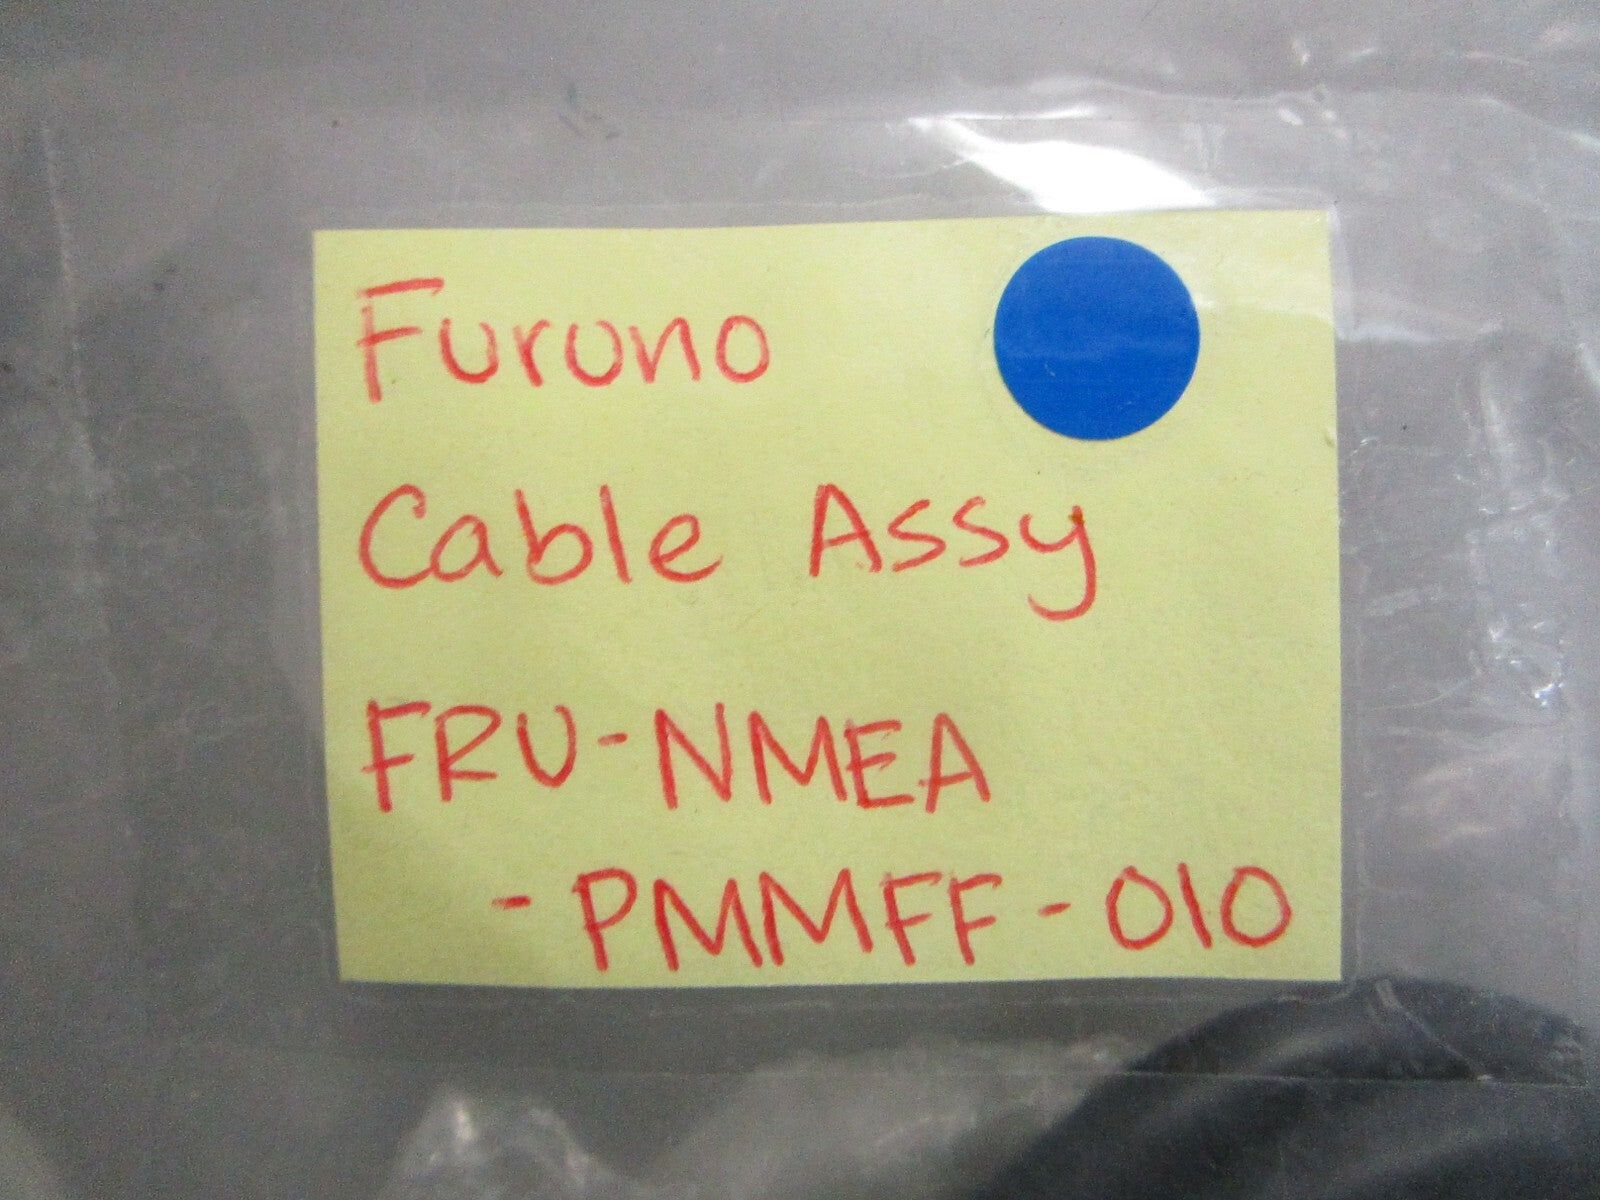 Furuno
Cable Assy
FRU-NMEA
-PMMFF-010